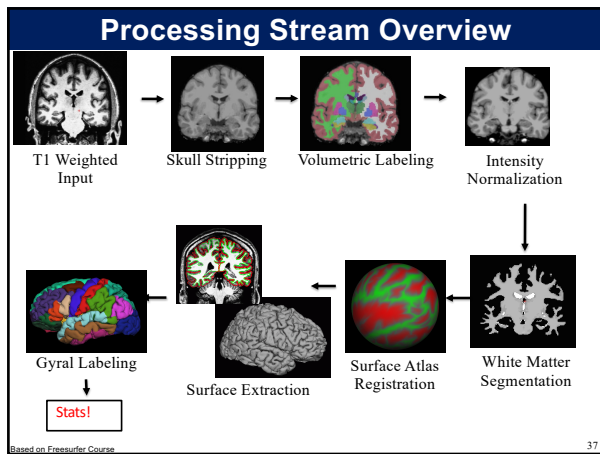 Processing Stream Overview
T1 Weighted
Input
Skull Stripping
Volumetric Labeling
Intensity
Normalization
Gyral Labeling
Surface Extraction
Surface Atlas
Registration
White Matter
Segmentation
Stats!
Based on Freesurfer Course
37